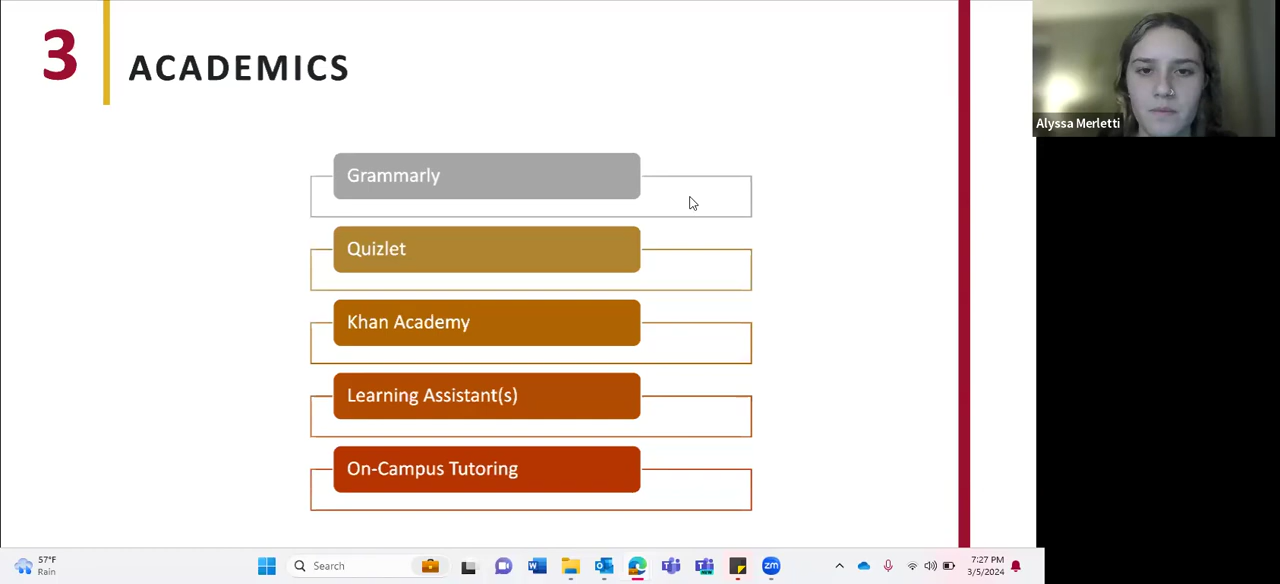 3
ACADEMICS
Alyssa Merletti
Grammarly
Quizlet
Khan Academy
Learning Assistant(s)
On-Campus Tutoring
57°F
Rain
Search
zm
7:27 PM
3/5/2024